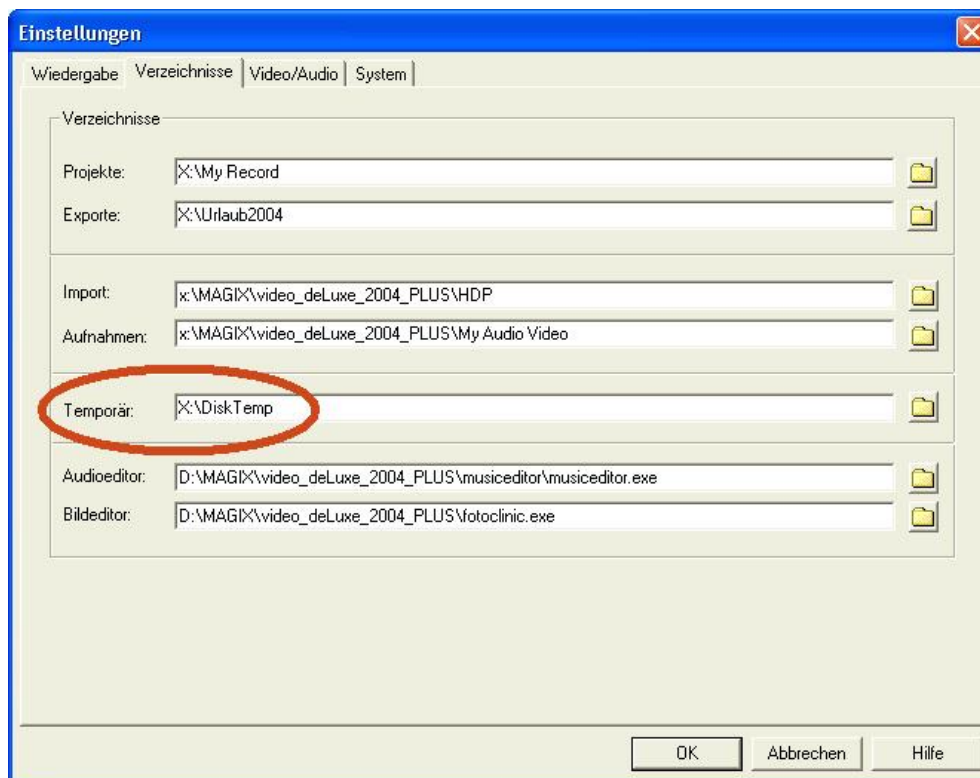 Einstellungen
Wiedergabe Verzeichnisse Video/Audio System
Verzeichnisse
Projekte: X:\My Record
Exporte: X:\Urlaub2004
Import: x:\MAGIX\video_deLuxe_2004_PLUS\HDP
Aufnahmen: x:\MAGIX\video_deLuxe_2004_PLUS\My Audio Video
Temporär: X:\DiskTemp
Audioeditor: D:\MAGIX\video_deLuxe_2004_PLUS\musiceditor\musiceditor.exe
Bildeditor: D:\MAGIX\video_deLuxe_2004_PLUS\fotoclinic.exe
OK Abbrechen Hilfe